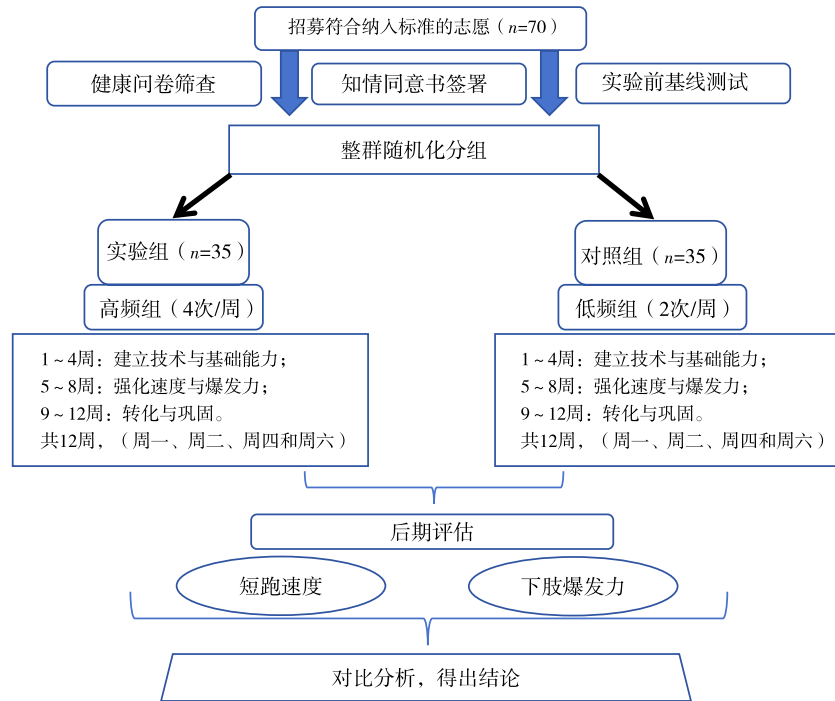 招募符合纳入标准的志愿（n=70）
健康问卷筛查
知情同意书签署
实验前基线测试
整群随机化分组
实验组（n=35）
对照组（n=35）
高频组（4次/周）
低频组（2次/周）
1~4周：建立技术与基础能力；
5~8周：强化速度与爆发力；
9~12周：转化与巩固。
共12周，（周一、周二、周四和周六）
1~4周：建立技术与基础能力；
5~8周：强化速度与爆发力；
9~12周：转化与巩固。
共12周，（周一、周二、周四和周六）
后期评估
短跑速度
下肢爆发力
对比分析，得出结论